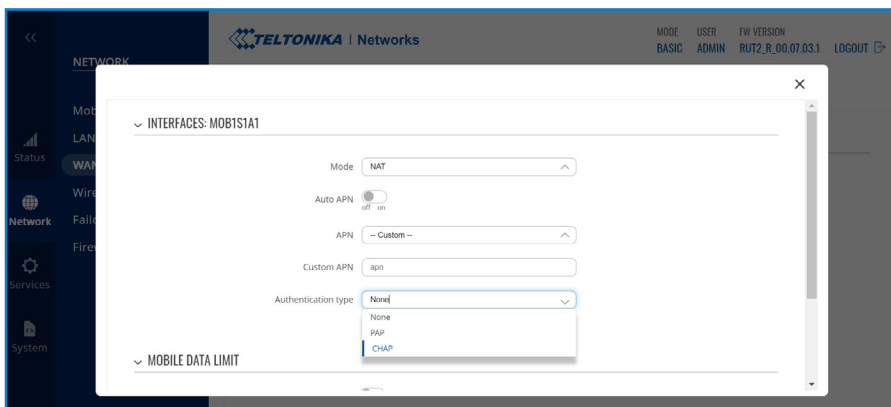 TELTONIKA | Networks
MODE USER FW VERSION
BASIC ADMIN RUT2_R_00.07.03.1 LOGOUT
NETWORK
Status
Network
Services
System
INTERFACES: MOB1S1A1
Mode NAT
Auto APN off on
APN -- Custom --
Custom APN apn
Authentication type None
None
PAP
CHAP
MOBILE DATA LIMIT